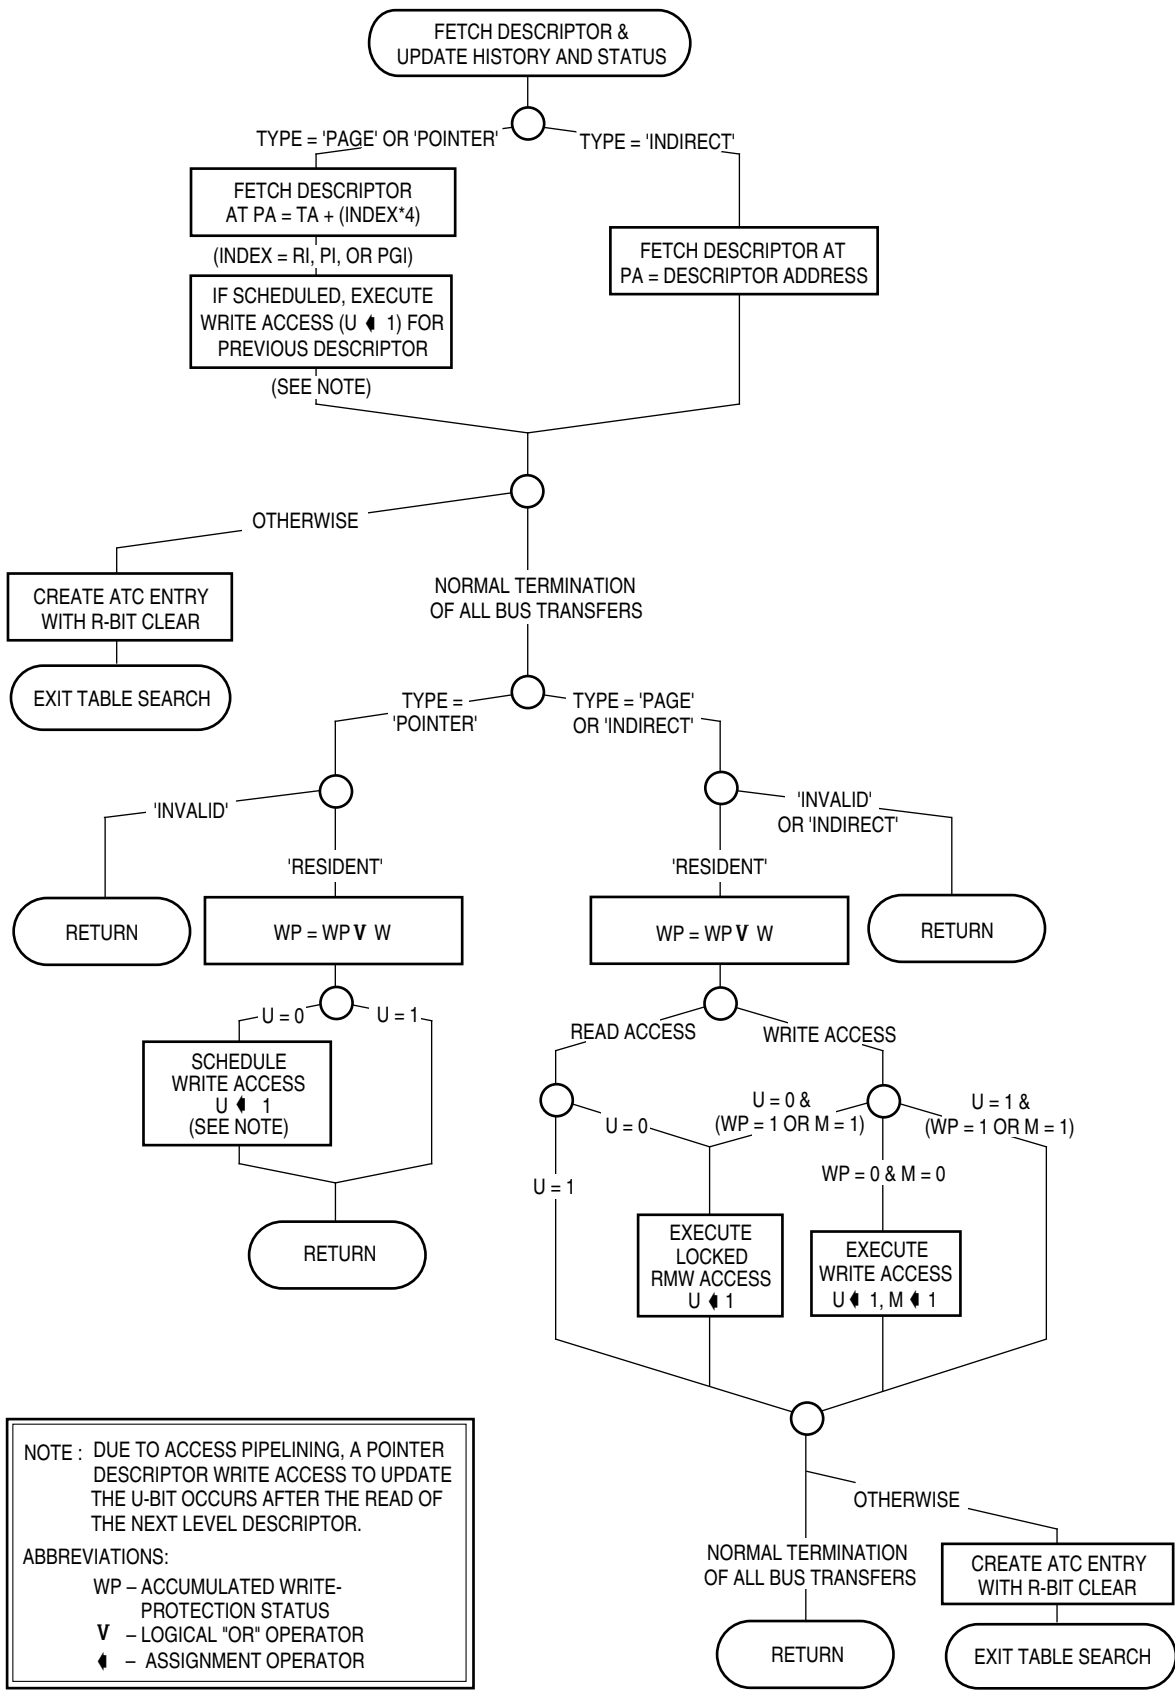 FETCH DESCRIPTOR &
UPDATE HISTORY AND STATUS
TYPE = 'PAGE' OR 'POINTER'
TYPE = 'INDIRECT'
FETCH DESCRIPTOR
AT PA = TA + (INDEX*4)
(INDEX = RI, PI, OR PGI)
FETCH DESCRIPTOR AT
PA = DESCRIPTOR ADDRESS
IF SCHEDULED, EXECUTE
WRITE ACCESS (U ⬅ 1) FOR
PREVIOUS DESCRIPTOR
(SEE NOTE)
OTHERWISE
CREATE ATC ENTRY
WITH R-BIT CLEAR
EXIT TABLE SEARCH
NORMAL TERMINATION
OF ALL BUS TRANSFERS
TYPE =
'POINTER'
TYPE = 'PAGE'
OR 'INDIRECT'
'INVALID'
'RESIDENT'
'RESIDENT'
'INVALID'
OR 'INDIRECT'
RETURN
WP = WP V W
WP = WP V W
RETURN
U = 0
U = 1
SCHEDULE
WRITE ACCESS
U ⬅ 1
(SEE NOTE)
RETURN
READ ACCESS
WRITE ACCESS
U = 0
U = 0 &
(WP = 1 OR M = 1)
U = 1 &
(WP = 1 OR M = 1)
U = 1
WP = 0 & M = 0
EXECUTE
LOCKED
RMW ACCESS
U ⬅ 1
EXECUTE
WRITE ACCESS
U ⬅ 1, M ⬅ 1
OTHERWISE
NORMAL TERMINATION
OF ALL BUS TRANSFERS
CREATE ATC ENTRY
WITH R-BIT CLEAR
RETURN
EXIT TABLE SEARCH
NOTE : DUE TO ACCESS PIPELINING, A POINTER
DESCRIPTOR WRITE ACCESS TO UPDATE
THE U-BIT OCCURS AFTER THE READ OF
THE NEXT LEVEL DESCRIPTOR.
ABBREVIATIONS:
WP – ACCUMULATED WRITE-
PROTECTION STATUS
V – LOGICAL "OR" OPERATOR
⬅ – ASSIGNMENT OPERATOR